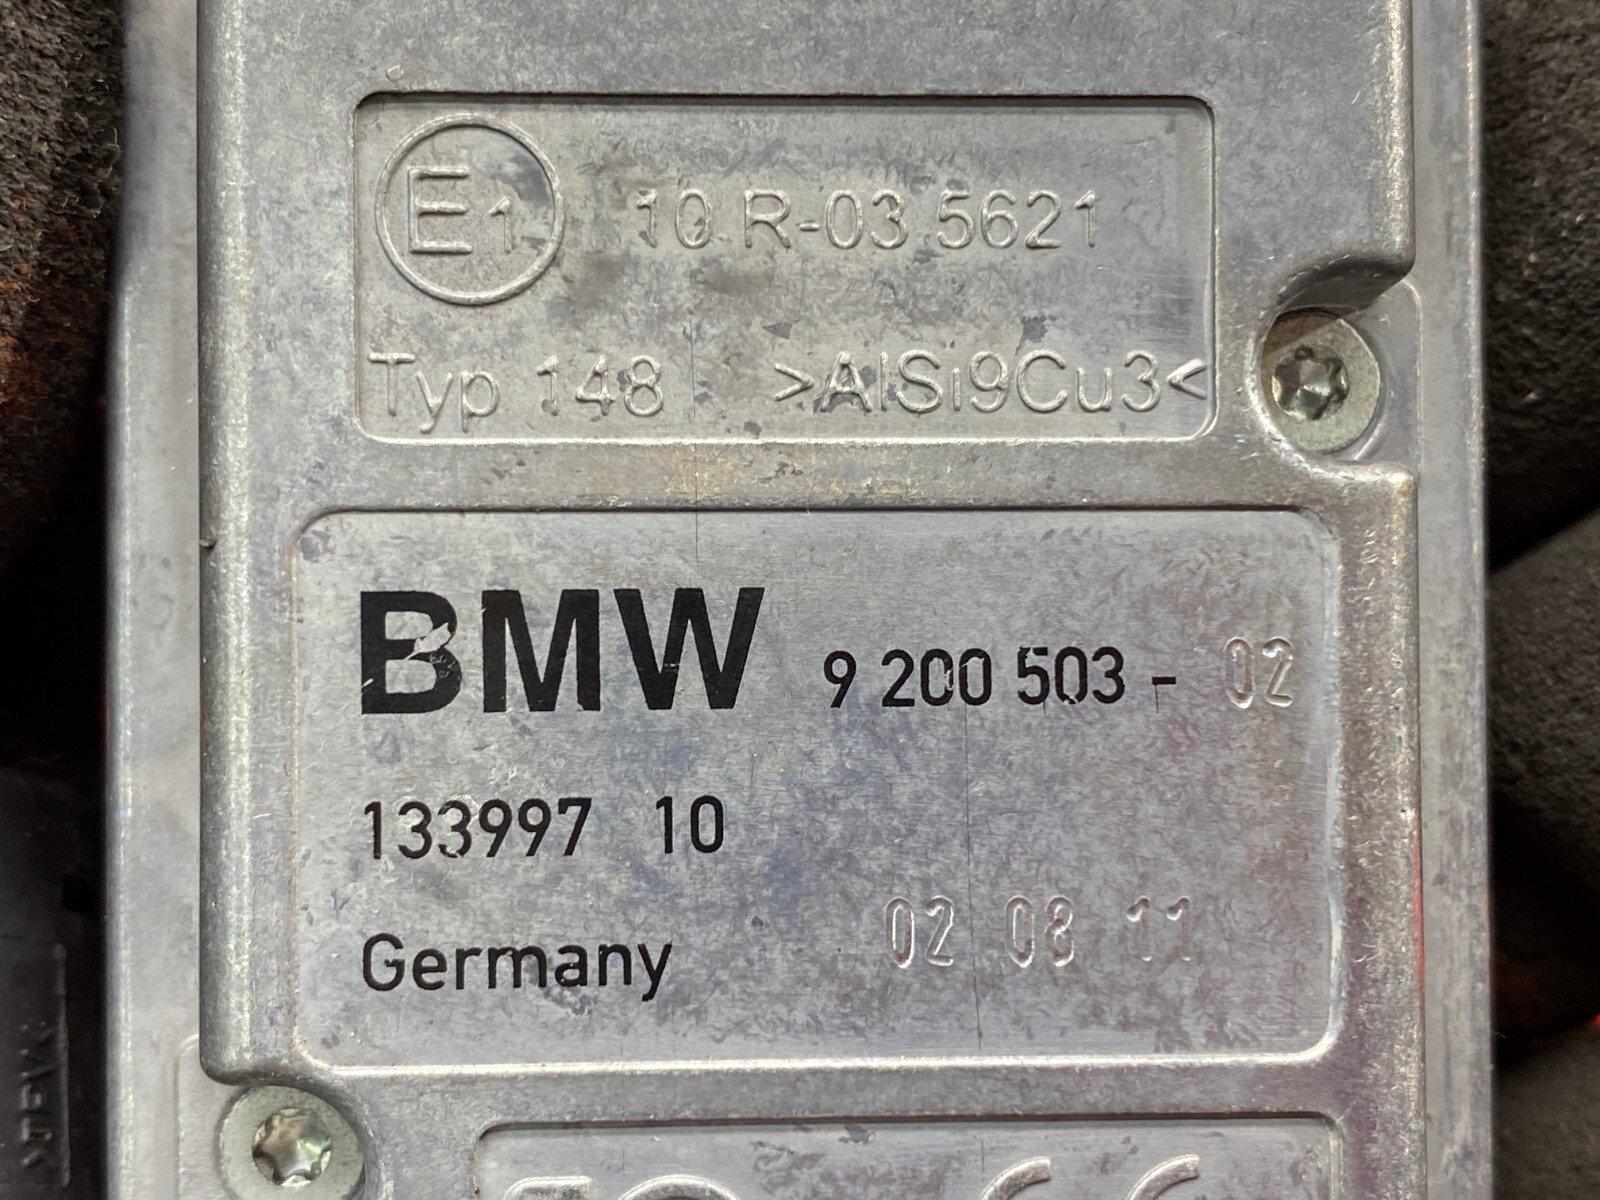 E1 10 R-03 5621
Typ 148 >AlSi9Cu3<
BMW 9 200 503 - 02
133997 10
Germany 02 08 11